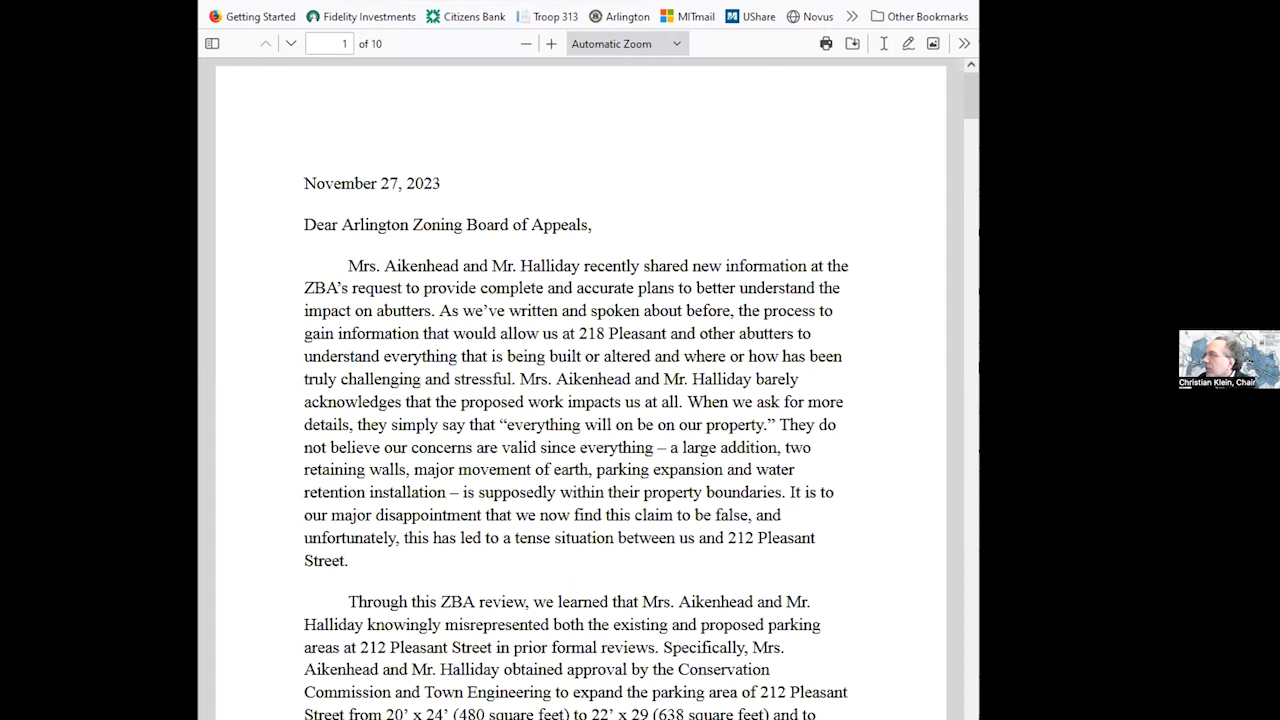 Getting Started Fidelity Investments Citizens Bank Troop 313 Arlington MITmail UShare Novus Other Bookmarks
1 of 10 Automatic Zoom
November 27, 2023
Dear Arlington Zoning Board of Appeals,
Mrs. Aikenhead and Mr. Halliday recently shared new information at the
ZBA's request to provide complete and accurate plans to better understand the
impact on abutters. As we've written and spoken about before, the process to
gain information that would allow us at 218 Pleasant and other abutters to
understand everything that is being built or altered and where or how has been
truly challenging and stressful. Mrs. Aikenhead and Mr. Halliday barely
acknowledges that the proposed work impacts us at all. When we ask for more
details, they simply say that “everything will on be on our property.” They do
not believe our concerns are valid since everything – a large addition, two
retaining walls, major movement of earth, parking expansion and water
retention installation – is supposedly within their property boundaries. It is to
our major disappointment that we now find this claim to be false, and
unfortunately, this has led to a tense situation between us and 212 Pleasant
Street.
Through this ZBA review, we learned that Mrs. Aikenhead and Mr.
Halliday knowingly misrepresented both the existing and proposed parking
areas at 212 Pleasant Street in prior formal reviews. Specifically, Mrs.
Aikenhead and Mr. Halliday obtained approval by the Conservation
Commission and Town Engineering to expand the parking area of 212 Pleasant
Street from 20' x 24' (480 square feet) to 22' x 29 (638 square feet) and to
Christian Klein, Chair